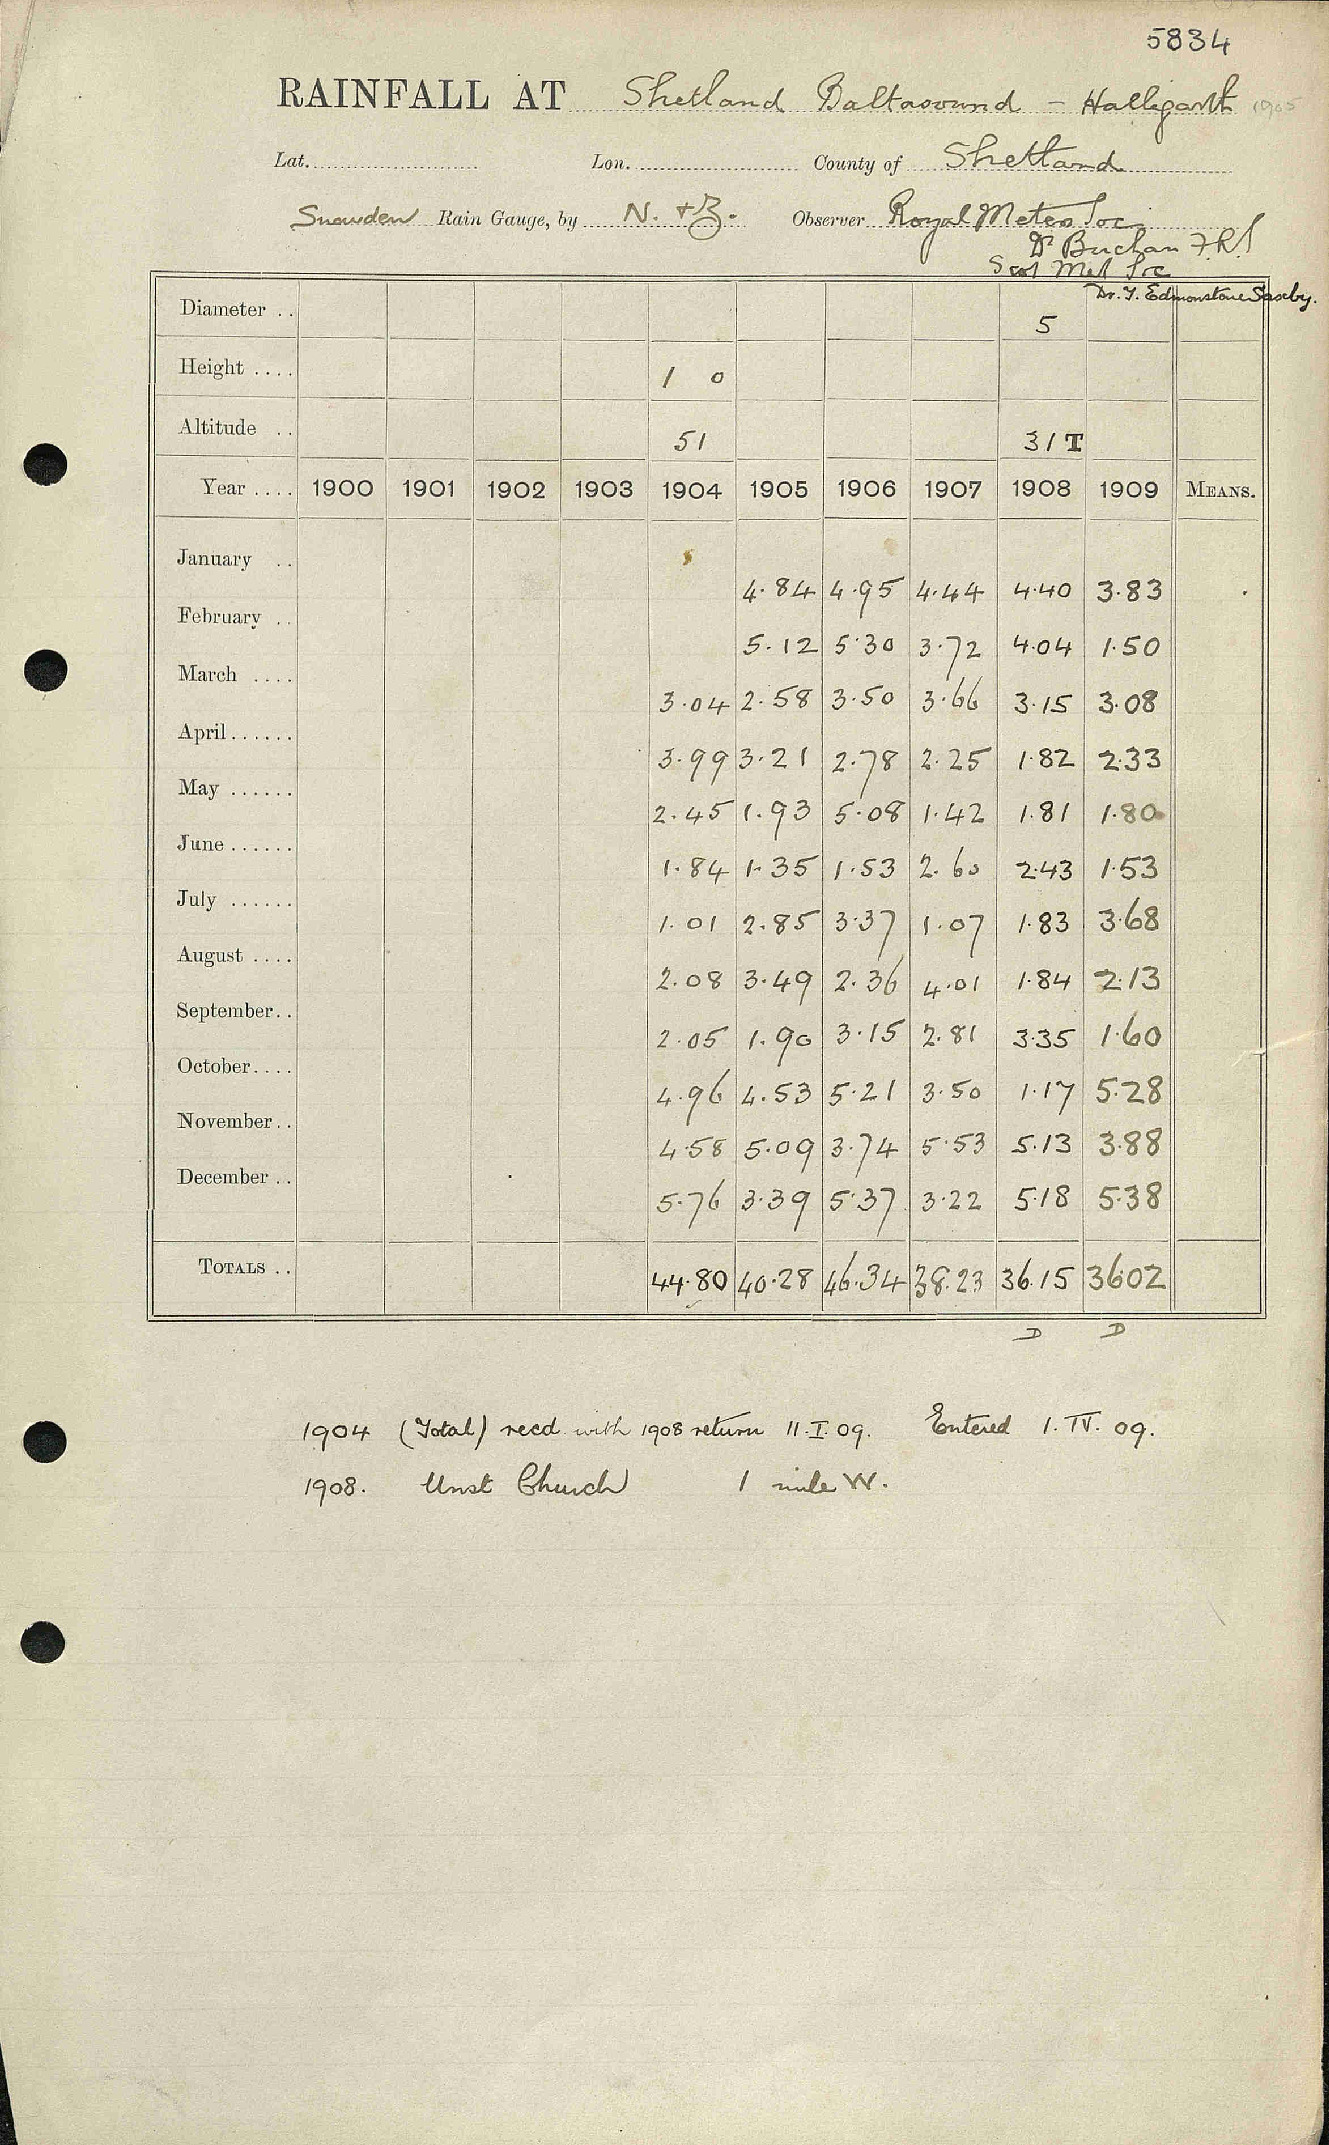 5834
RAINFALL AT Shetland Baltasound - Halligarth 1905
Lat. Lon. County of Shetland
Snowden Rain Gauge, by N. + Z. Observer Royal Meteo Soc
Dr Buchan F.R.S
Scot Met Soc
Dr. T. Edmonstone Saxby.
Diameter .. 5
Height .... 1 0
Altitude .. 51 31 T
Year .... 1900 1901 1902 1903 1904 1905 1906 1907 1908 1909 MEANS.
January .. 4.84 4.95 4.44 4.40 3.83
February .. 5.12 5.30 3.72 4.04 1.50
March .... 3.04 2.58 3.50 3.66 3.15 3.08
April ...... 3.99 3.21 2.78 2.25 1.82 2.33
May ...... 2.45 1.93 5.08 1.42 1.81 1.80
June ...... 1.84 1.35 1.53 2.60 2.43 1.53
July ...... 1.01 2.85 3.37 1.07 1.83 3.68
August .... 2.08 3.49 2.36 4.01 1.84 2.13
September .. 2.05 1.90 3.15 2.81 3.35 1.60
October .... 4.96 4.53 5.21 3.50 1.17 5.28
November .. 4.58 5.09 3.74 5.53 5.13 3.88
December .. 5.76 3.39 5.37 3.22 5.18 5.38
TOTALS .. 44.80 40.28 46.34 38.23 36.15 36.02
D D
1904 (Total) recd with 1908 return 11.I.09. Entered 1.IV.09.
1908. Unst Church 1 mile W.